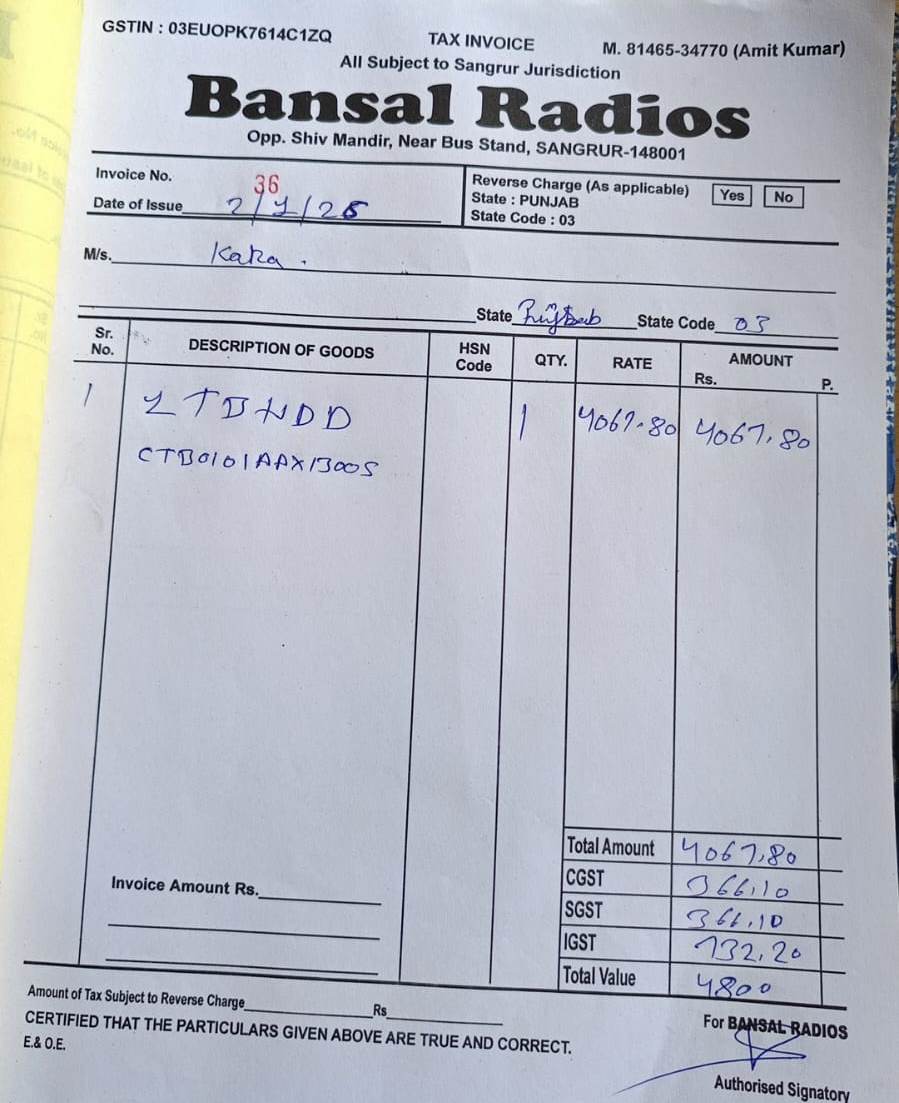 GSTIN : 03EUOPK7614C1ZQ TAX INVOICE M. 81465-34770 (Amit Kumar)
All Subject to Sangrur Jurisdiction
Bansal Radios
Opp. Shiv Mandir, Near Bus Stand, SANGRUR-148001
Invoice No. 36
Date of Issue 2/1/25
Reverse Charge (As applicable) Yes No
State : PUNJAB
State Code : 03
M/s. Kaka.
State Punjab State Code 03
Sr. No. DESCRIPTION OF GOODS HSN Code QTY. RATE AMOUNT
Rs. P.
1 1TBHDD 1 4067.80 4067.80
CTB0101AAX1300S
Total Amount 4067.80
CGST 366.10
Invoice Amount Rs.
SGST 366.10
IGST 732.20
Total Value 4800
Amount of Tax Subject to Reverse Charge Rs
For BANSAL RADIOS
CERTIFIED THAT THE PARTICULARS GIVEN ABOVE ARE TRUE AND CORRECT.
E.& O.E.
Authorised Signatory